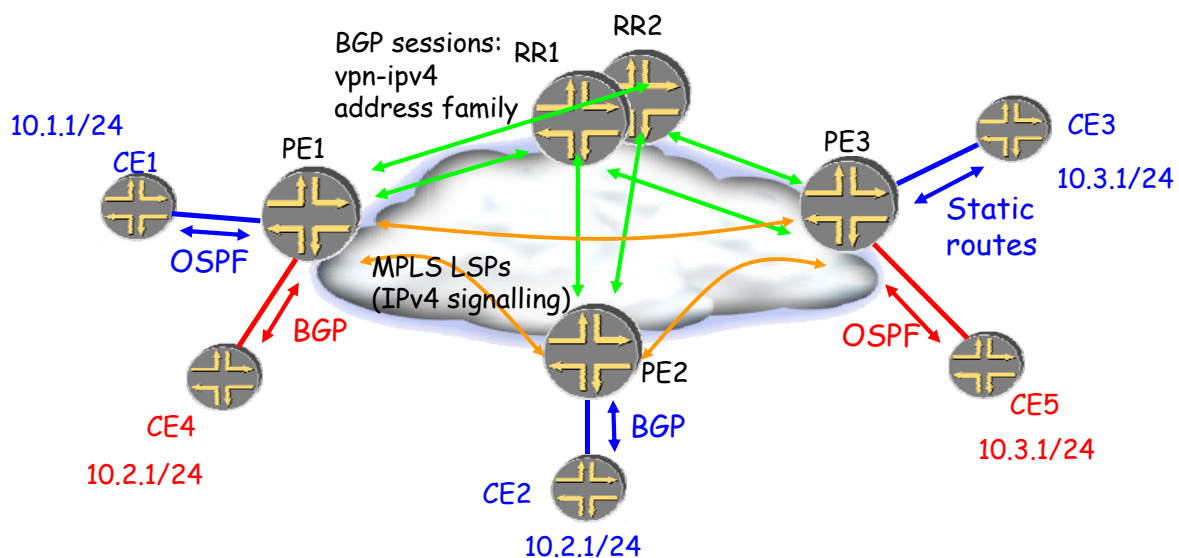 BGP sessions:
vpn-ipv4
address family
RR1
RR2
10.1.1/24
CE1
PE1
OSPF
MPLS LSPs
(IPv4 signalling)
BGP
CE4
10.2.1/24
PE2
BGP
CE2
10.2.1/24
PE3
CE3
10.3.1/24
Static
routes
OSPF
CE5
10.3.1/24